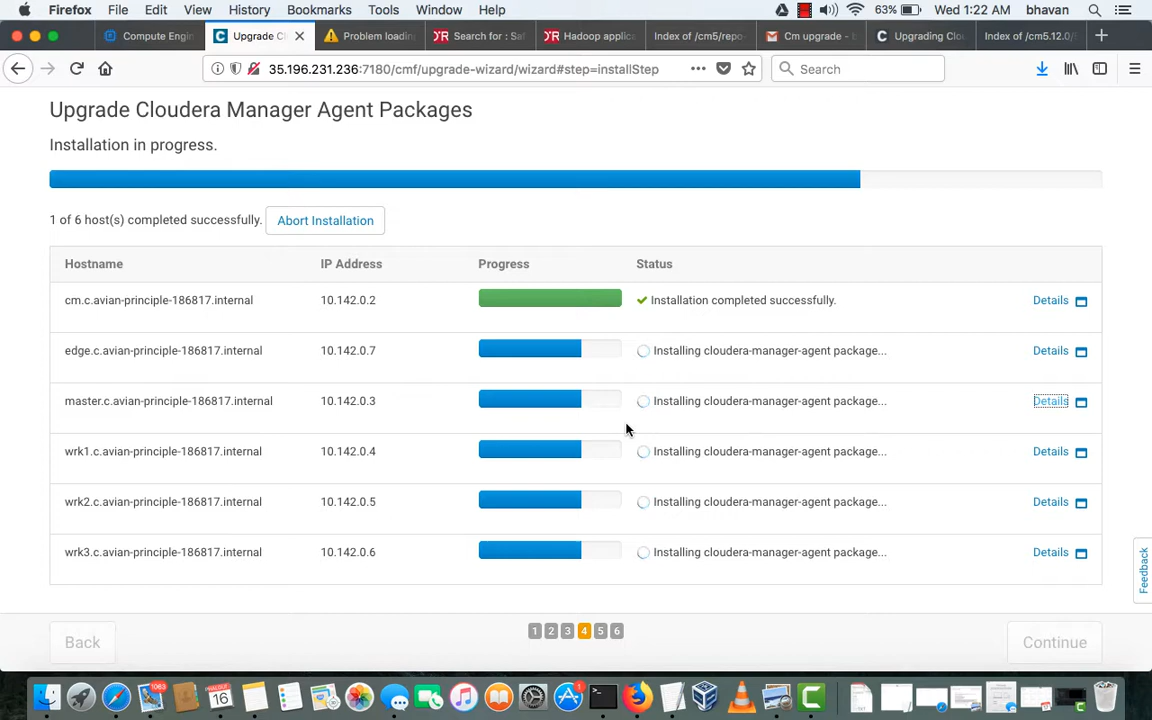 Firefox File Edit View History Bookmarks Tools Window Help 63% Wed 1:22 AM bhavan
Compute Engin Upgrade Cl Problem loading Search for : Saf Hadoop applic Index of /cm5/repo Cm upgrade - b Upgrading Clou Index of /cm5.12.0/
35.196.231.236:7180/cmf/upgrade-wizard/wizard#step=installStep Search
Upgrade Cloudera Manager Agent Packages
Installation in progress.
1 of 6 host(s) completed successfully. Abort Installation
Hostname IP Address Progress Status
cm.c.avian-principle-186817.internal 10.142.0.2 Installation completed successfully. Details
edge.c.avian-principle-186817.internal 10.142.0.7 Installing cloudera-manager-agent package... Details
master.c.avian-principle-186817.internal 10.142.0.3 Installing cloudera-manager-agent package... Details
wrk1.c.avian-principle-186817.internal 10.142.0.4 Installing cloudera-manager-agent package... Details
wrk2.c.avian-principle-186817.internal 10.142.0.5 Installing cloudera-manager-agent package... Details
wrk3.c.avian-principle-186817.internal 10.142.0.6 Installing cloudera-manager-agent package... Details
Feedback
Back 1 2 3 4 5 6 Continue
1063 16 1